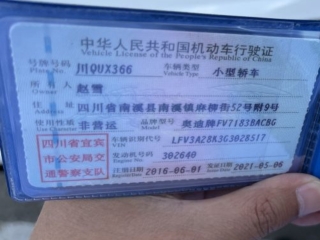 中华人民共和国机动车行驶证
Vehicle License of the People's Republic of China
号牌号码 川QUX366 车辆类型 小型轿车
Plate No. Vehicle Type
所有人 赵雪
Owner
住址 四川省南溪县南溪镇麻柳街52号附9号
Address
使用性质 非营运 品牌型号 奥迪牌FV7183BACBG
Use Character Model
四川省宜宾市公安局交通警察支队
车辆识别代号 LFV3A28K3G3028517
VIN
发动机号码 302640
Engine No.
注册日期 2016-06-01 发证日期 2021-05-06
Register Date Issue Date